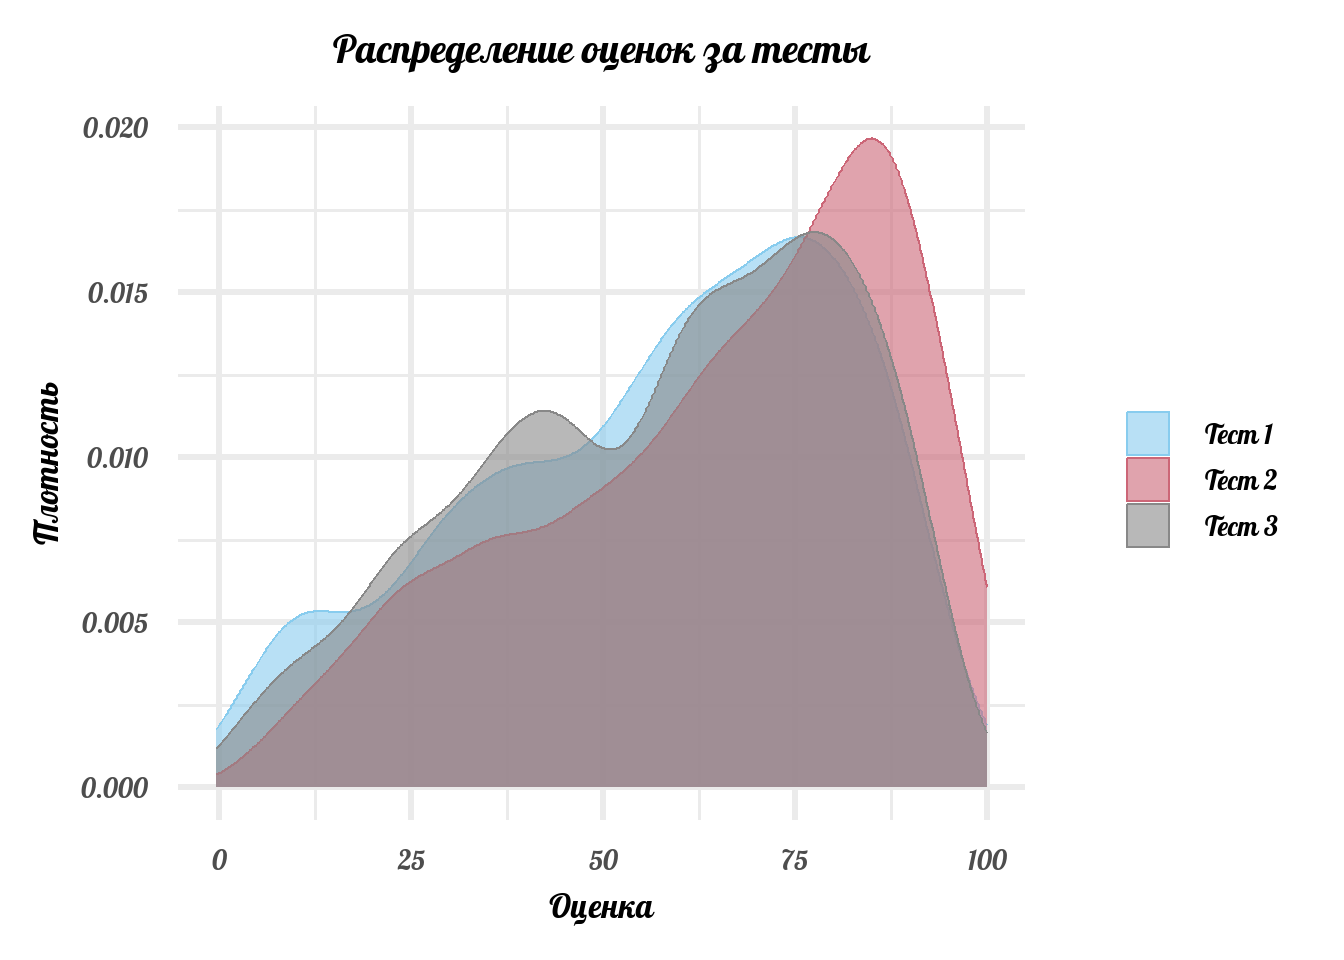 Распределение оценок за тесты
0.020
0.015
0.010
0.005
0.000
Плотность
0 25 50 75 100
Оценка
Тест 1
Тест 2
Тест 3